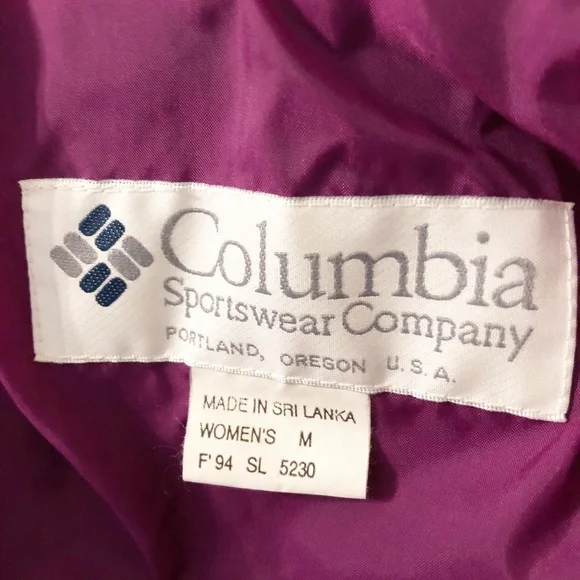 Columbia
Sportswear Company
PORTLAND, OREGON U.S.A.
MADE IN SRI LANKA
WOMEN'S M
F'94 SL 5230